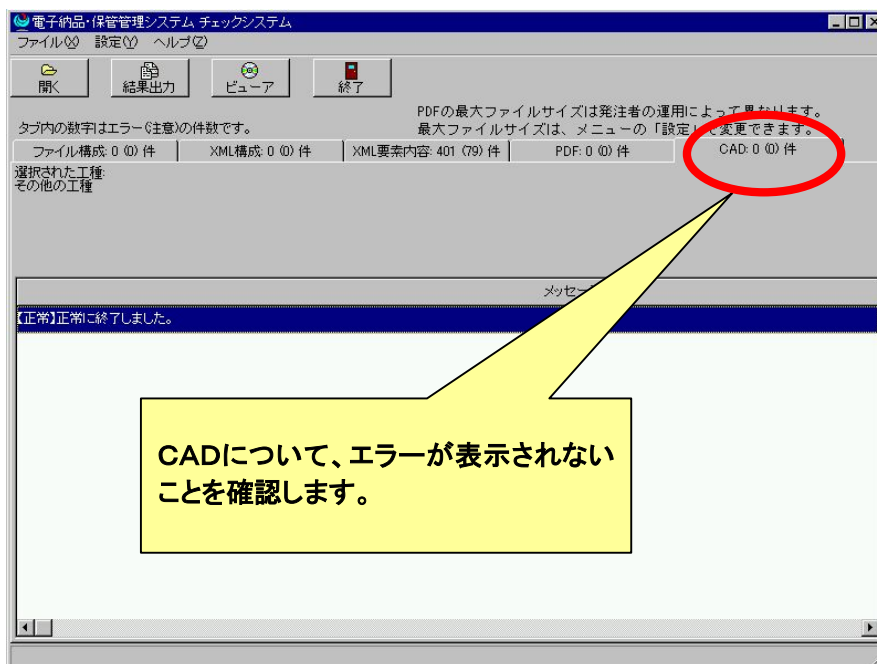 電子納品・保管管理システム チェックシステム
ファイル(X) 設定(Y) ヘルプ(Z)
開く 結果出力 ビューア 終了
PDFの最大ファイルサイズは発注者の運用によって異なります。
タブ内の数字はエラー(注意)の件数です。 最大ファイルサイズは、メニューの「設定」で変更できます。
ファイル構成: 0 (0) 件 XML構成: 0 (0) 件 XML要素内容: 401 (79) 件 PDF: 0 (0) 件 CAD: 0 (0) 件
選択された工種:
その他の工種
メッセー
【正常】正常に終了しました。
CADについて、エラーが表示されない
ことを確認します。